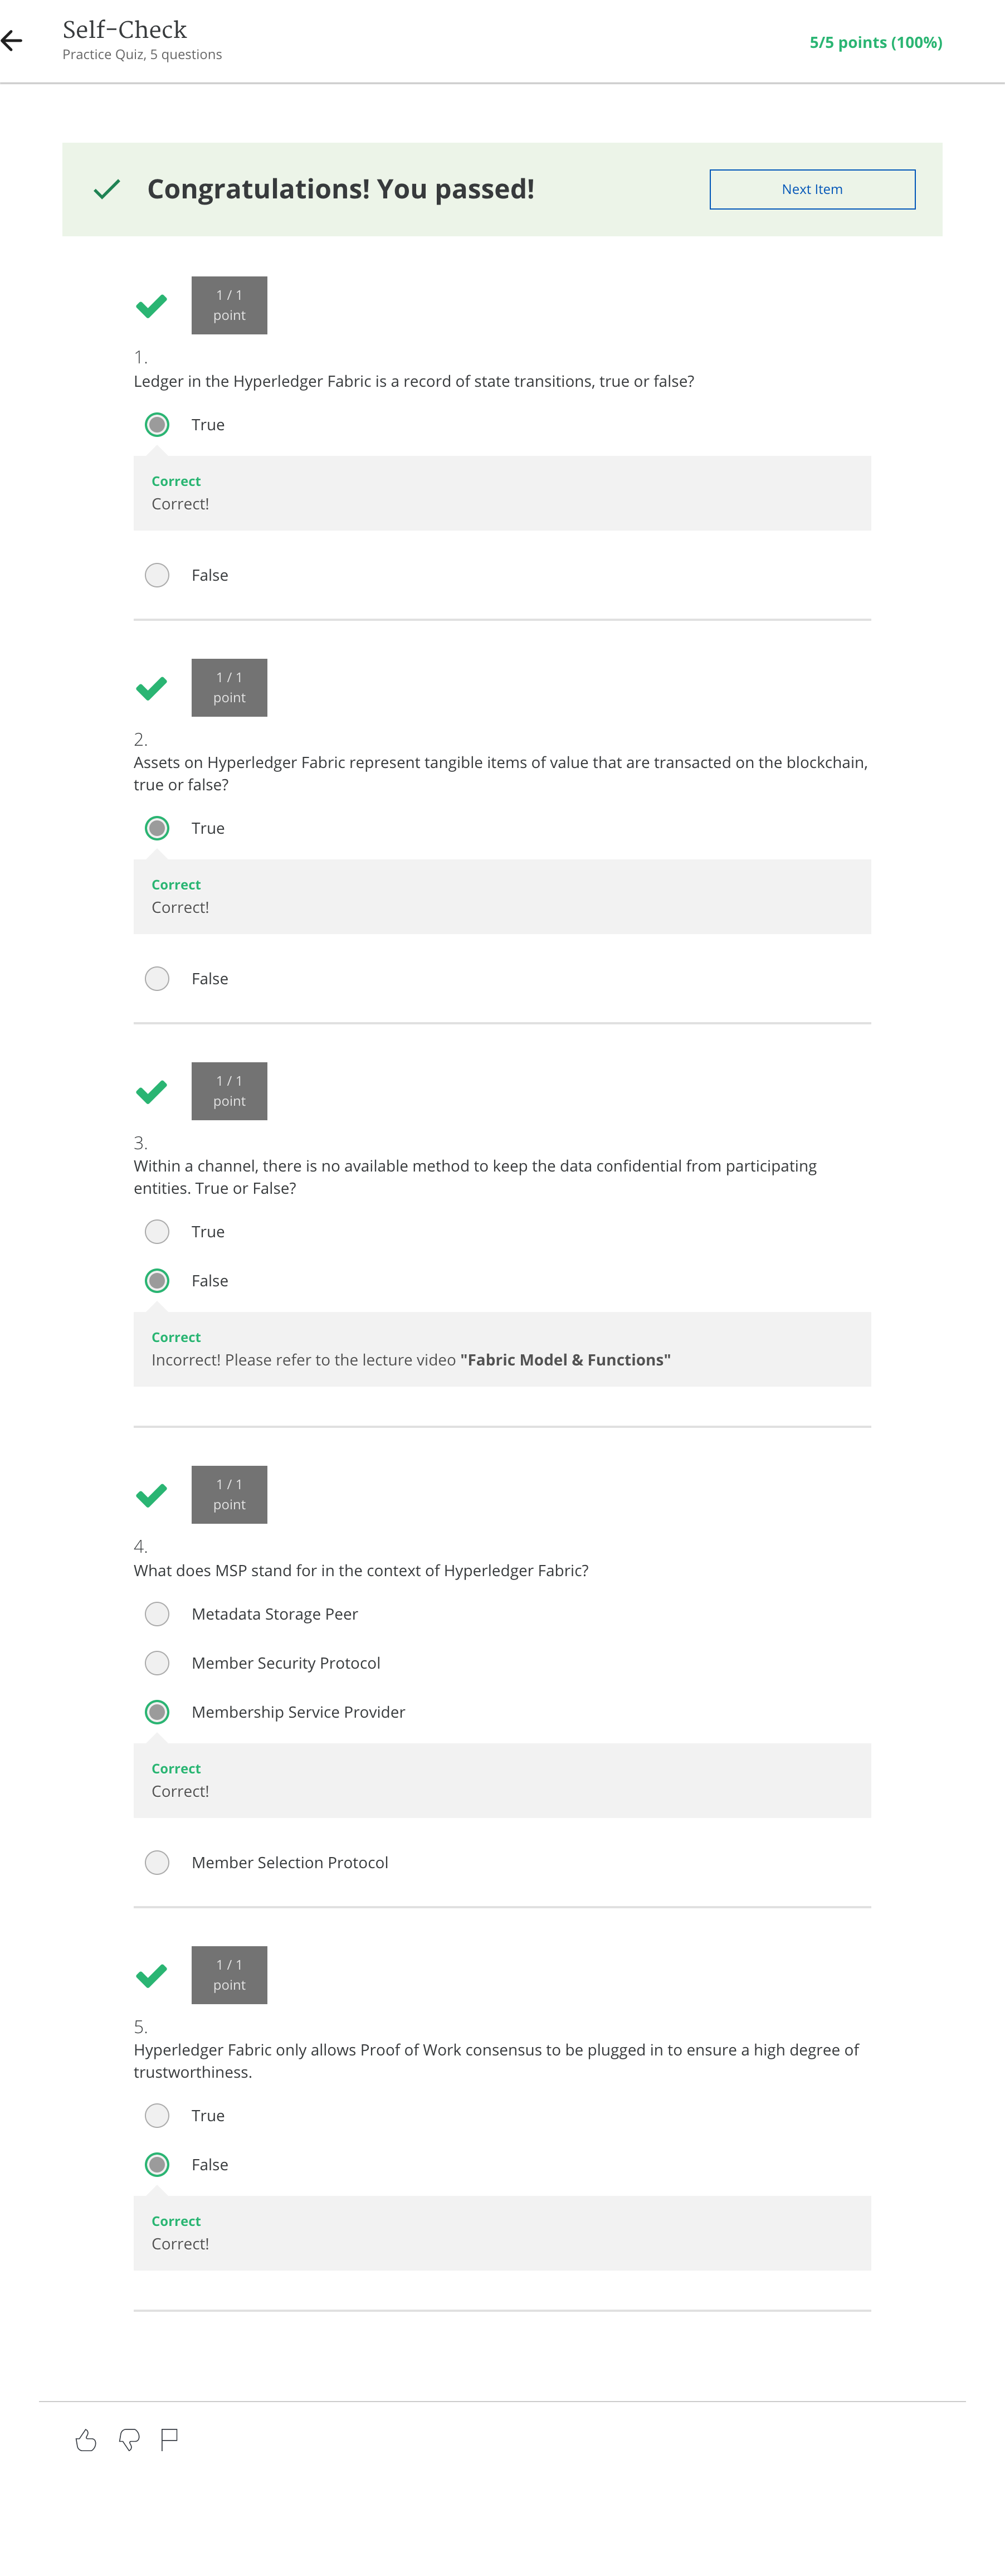 Self-Check
Practice Quiz, 5 questions
5/5 points (100%)
Congratulations! You passed!
Next Item
1 / 1
point
1.
Ledger in the Hyperledger Fabric is a record of state transitions, true or false?
True
Correct
Correct!
False
1 / 1
point
2.
Assets on Hyperledger Fabric represent tangible items of value that are transacted on the blockchain,
true or false?
True
Correct
Correct!
False
1 / 1
point
3.
Within a channel, there is no available method to keep the data confidential from participating
entities. True or False?
True
False
Correct
Incorrect! Please refer to the lecture video "Fabric Model & Functions"
1 / 1
point
4.
What does MSP stand for in the context of Hyperledger Fabric?
Metadata Storage Peer
Member Security Protocol
Membership Service Provider
Correct
Correct!
Member Selection Protocol
1 / 1
point
5.
Hyperledger Fabric only allows Proof of Work consensus to be plugged in to ensure a high degree of
trustworthiness.
True
False
Correct
Correct!